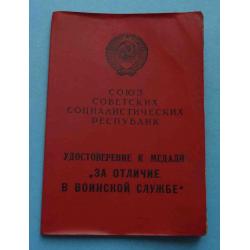 СОЮЗ
СОВЕТСКИХ
СОЦИАЛИСТИЧЕСКИХ
РЕСПУБЛИК
УДОСТОВЕРЕНИЕ К МЕДАЛИ
„ЗА ОТЛИЧИЕ
В ВОИНСКОЙ СЛУЖБЕ"